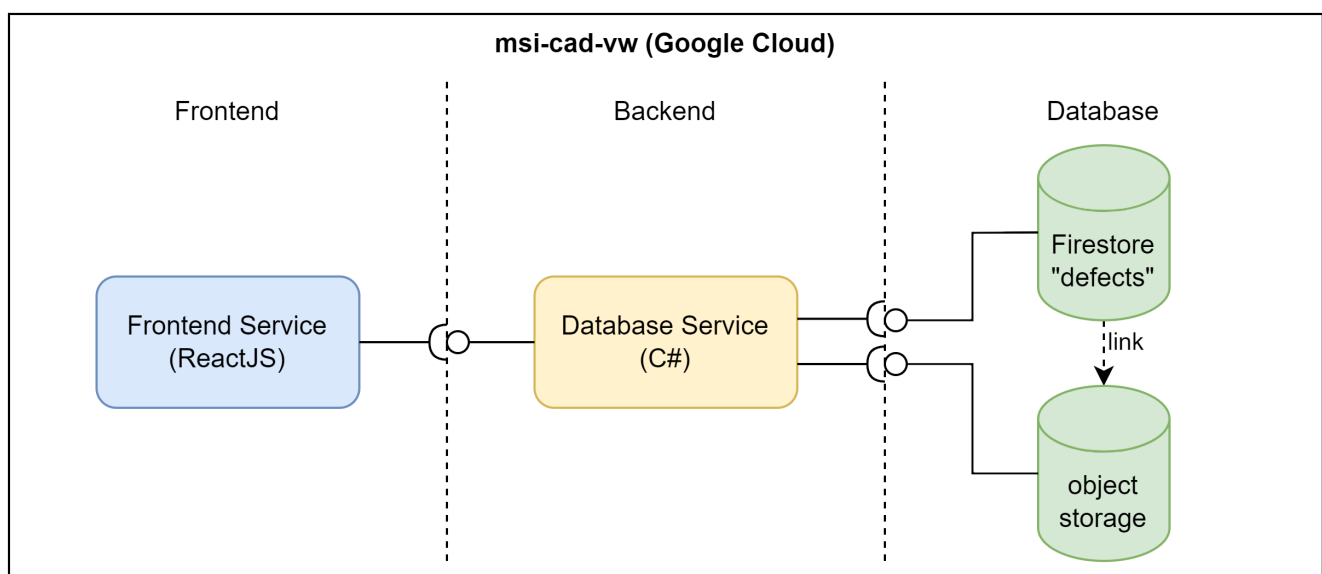 msi-cad-vw (Google Cloud)
Frontend
Backend
Database
Frontend Service
(ReactJS)
Database Service
(C#)
Firestore
"defects"
link
object
storage